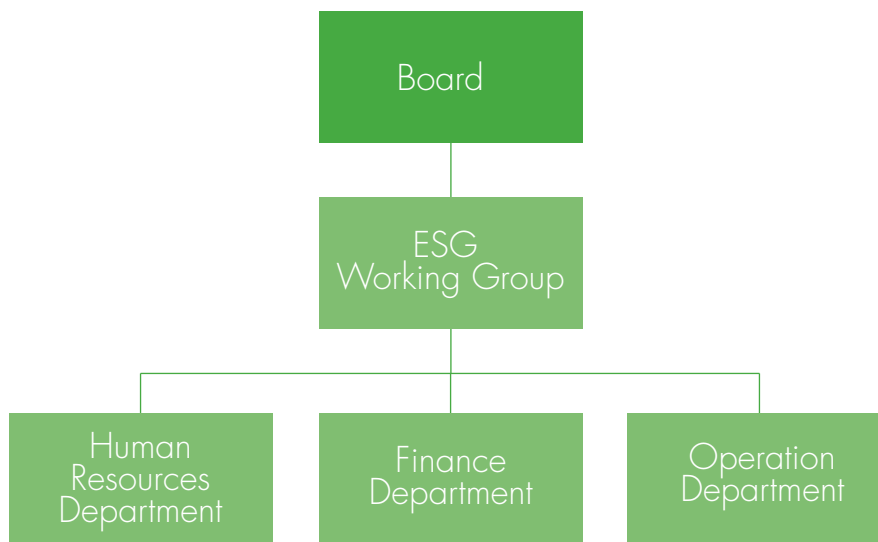 Board
ESG
Working Group
Human
Resources
Department
Finance
Department
Operation
Department